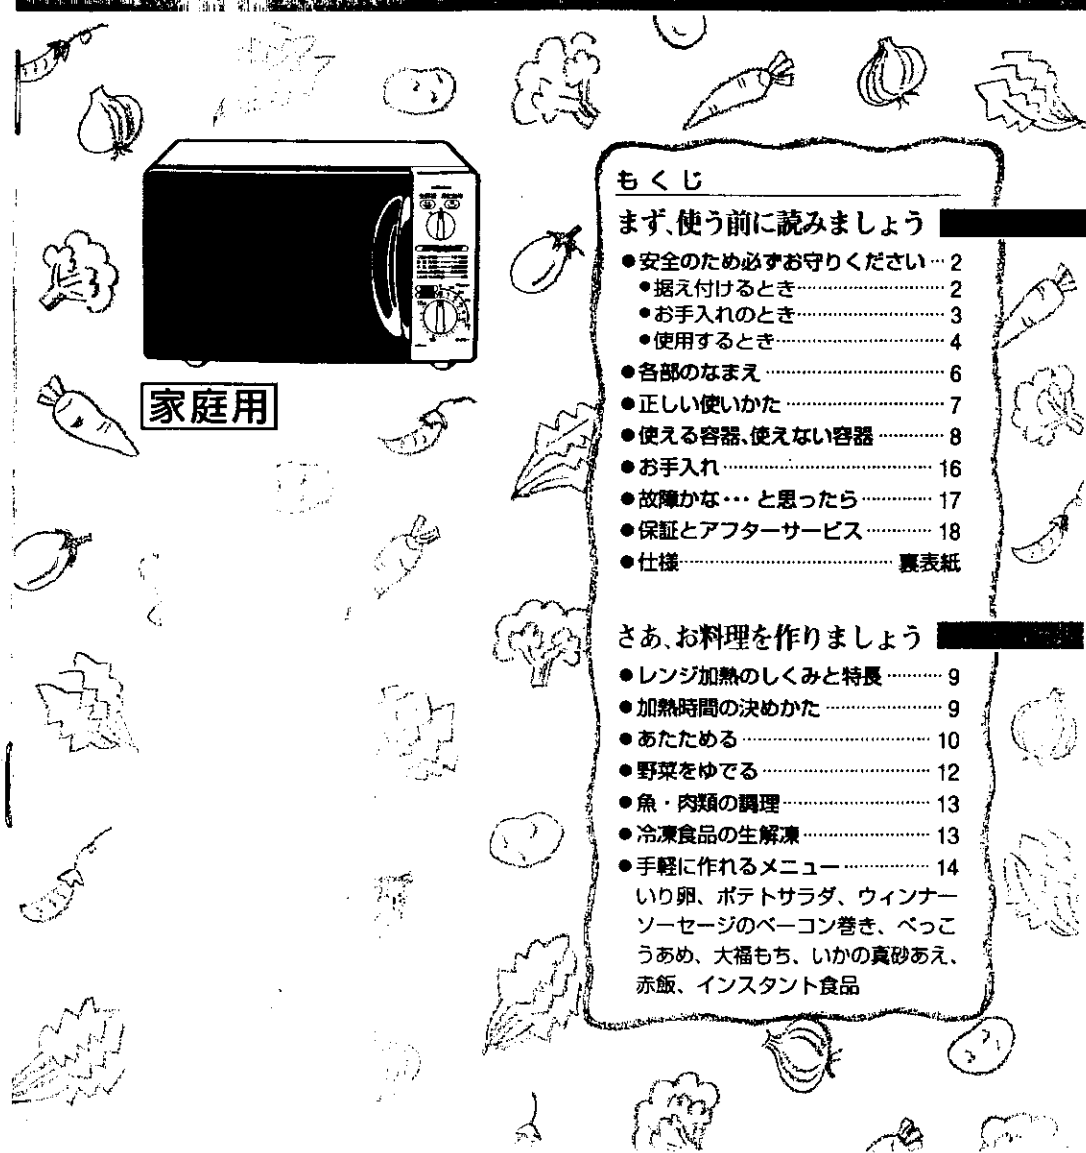 家庭用
もくじ
まず、使う前に読みましょう
●安全のため必ずお守りください…2
●据え付けるとき…2
●お手入れのとき…3
●使用するとき…4
●各部のなまえ…6
●正しい使いかた…7
●使える容器、使えない容器…8
●お手入れ…16
●故障かな・・・と思ったら…17
●保証とアフターサービス…18
●仕様…裏表紙
さあ、お料理を作りましょう
●レンジ加熱のしくみと特長…9
●加熱時間の決めかた…9
●あたためる…10
●野菜をゆでる…12
●魚・肉類の調理…13
●冷凍食品の生解凍…13
●手軽に作れるメニュー…14
いり卵、ポテトサラダ、ウィンナー
ソーセージのベーコン巻き、べっこ
うあめ、大福もち、いかの真砂あえ、
赤飯、インスタント食品